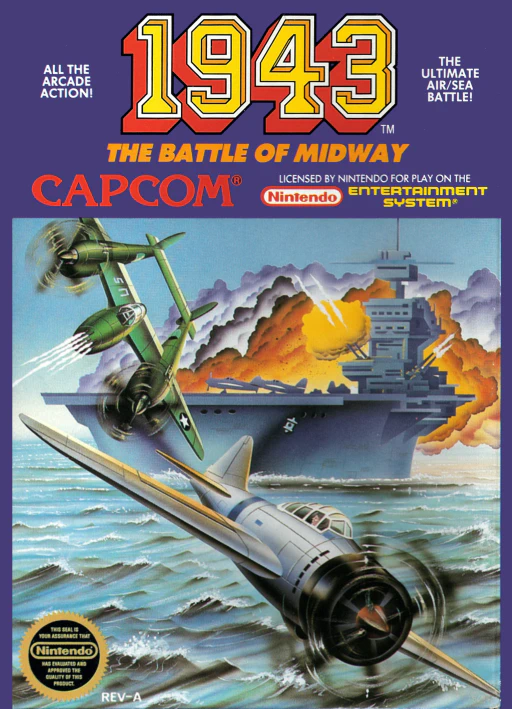 ALL THE
ARCADE
ACTION!
1943
TM
THE
ULTIMATE
AIR/SEA
BATTLE!
THE BATTLE OF MIDWAY
CAPCOM®
LICENSED BY NINTENDO FOR PLAY ON THE
Nintendo
ENTERTAINMENT
SYSTEM®
THIS SEAL IS
YOUR ASSURANCE THAT
Nintendo
HAS EVALUATED AND
APPROVED THE
QUALITY OF THIS
PRODUCT.
REV-A